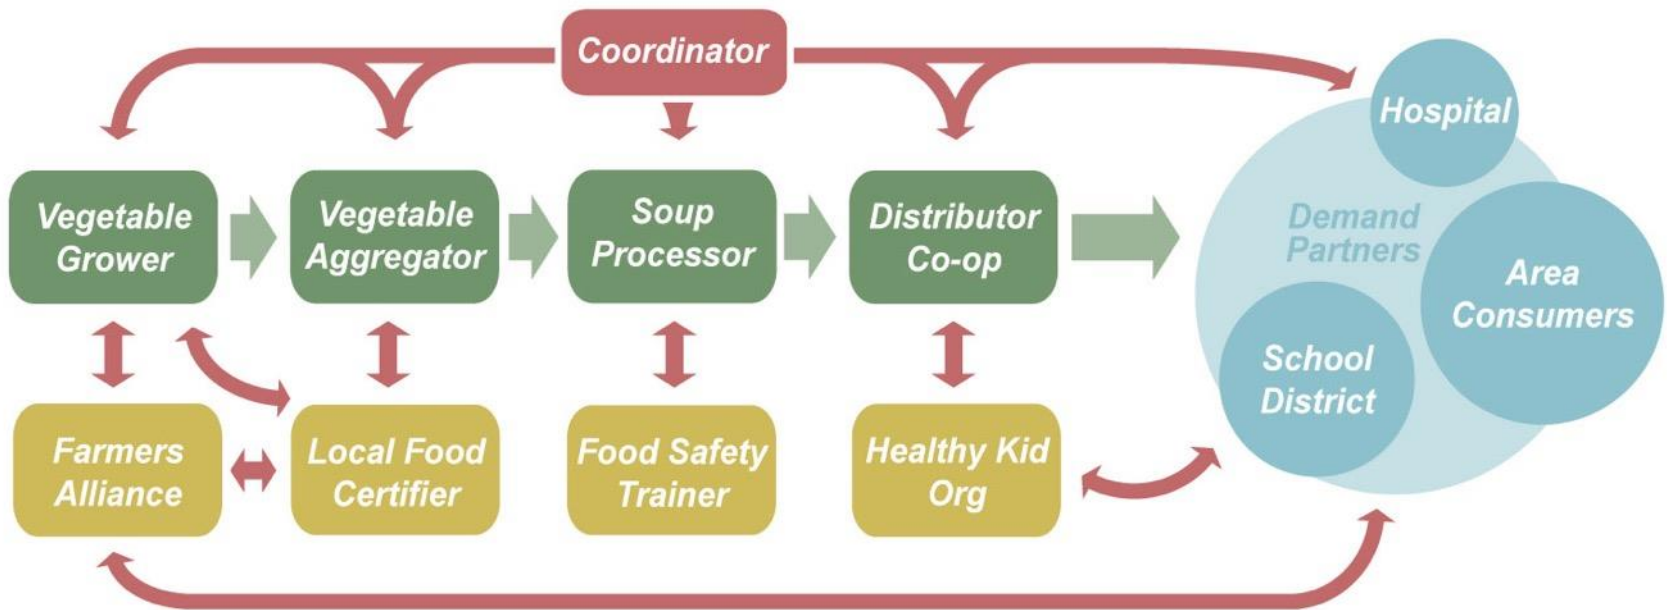 Coordinator
Hospital
Vegetable
Grower
Vegetable
Aggregator
Soup
Processor
Distributor
Co-op
Demand
Partners
Area
Consumers
School
District
Farmers
Alliance
Local Food
Certifier
Food Safety
Trainer
Healthy Kid
Org